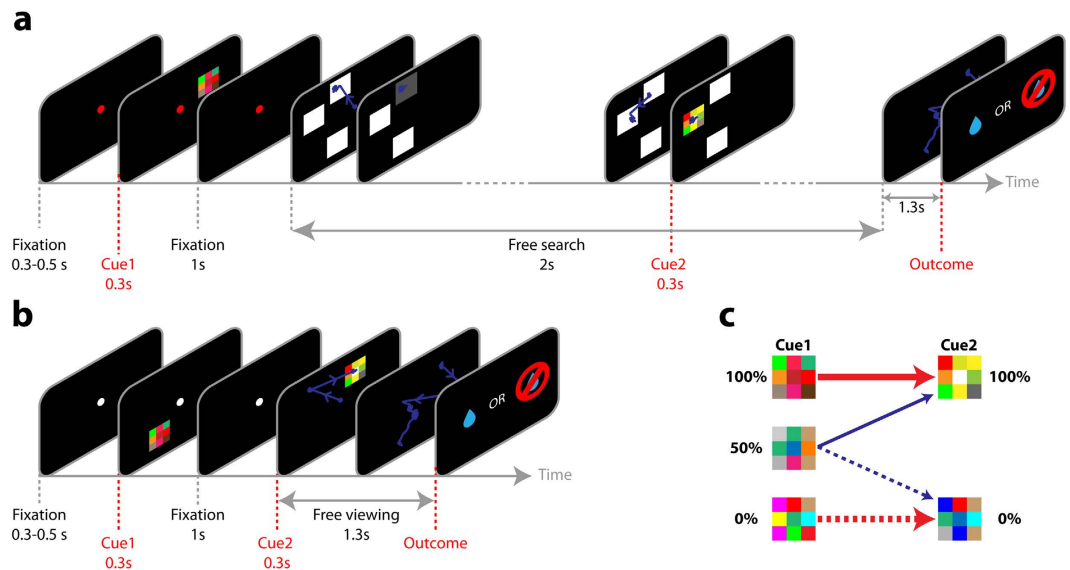 a
OR
Time
1.3s
Fixation
0.3-0.5 s
Cue1
0.3s
Fixation
1s
Free search
2s
Cue2
0.3s
Outcome
b
OR
Time
Fixation
0.3-0.5 s
Cue1
0.3s
Fixation
1s
Cue2
0.3s
Free viewing
1.3s
Outcome
c
Cue1 Cue2
100% 100%
50%
0% 0%